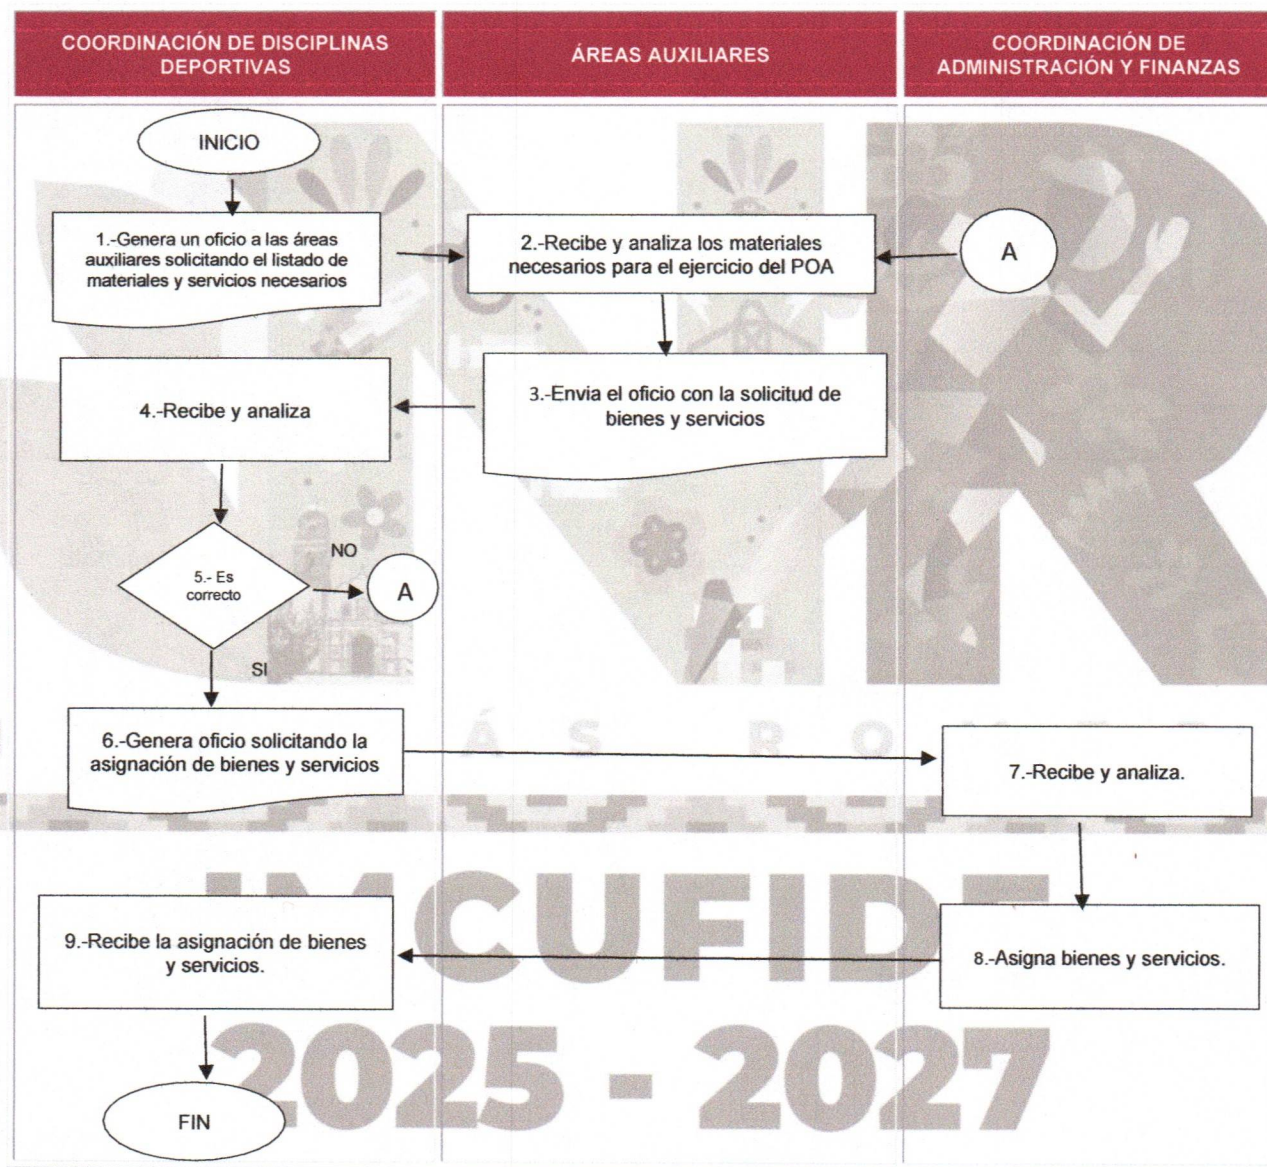 COORDINACIÓN DE DISCIPLINAS
DEPORTIVAS
ÁREAS AUXILIARES
COORDINACIÓN DE
ADMINISTRACIÓN Y FINANZAS
INICIO
1.-Genera un oficio a las áreas
auxiliares solicitando el listado de
materiales y servicios necesarios
2.-Recibe y analiza los materiales
necesarios para el ejercicio del POA
A
4.-Recibe y analiza
3.-Envia el oficio con la solicitud de
bienes y servicios
5.- Es
correcto
NO
A
SI
6.-Genera oficio solicitando la
asignación de bienes y servicios
7.-Recibe y analiza.
9.-Recibe la asignación de bienes
y servicios.
8.-Asigna bienes y servicios.
FIN
IMCUFIDE
2025 - 2027